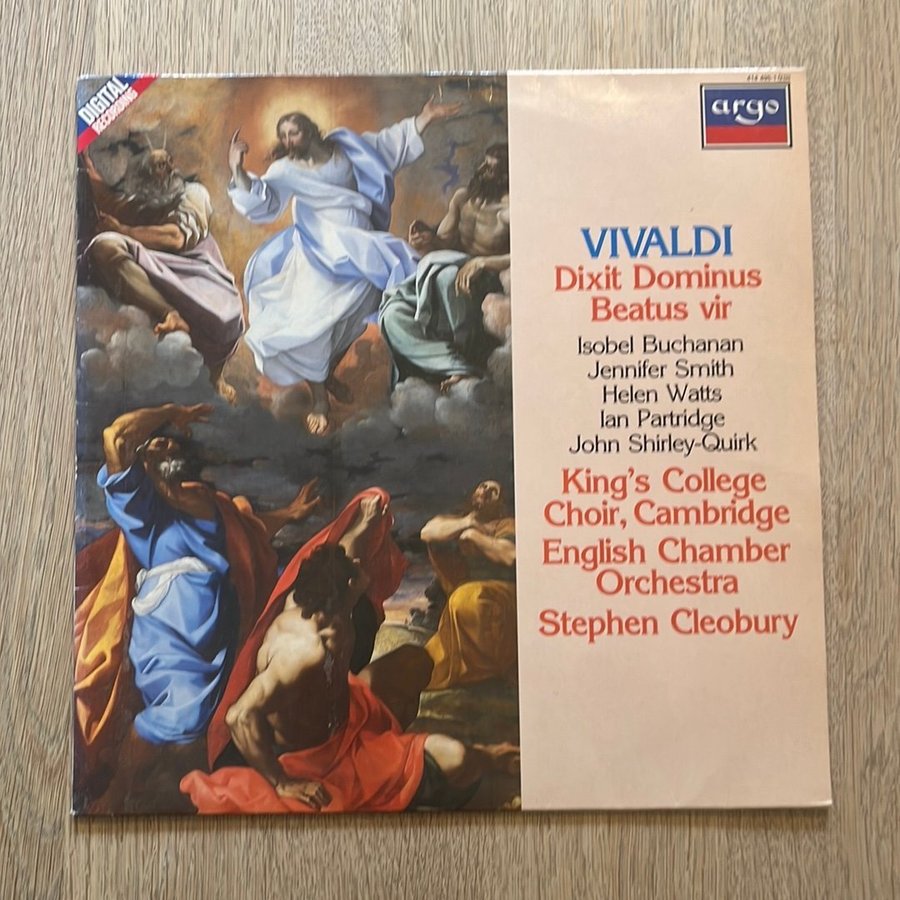 DIGITAL
RECORDING
argo
VIVALDI
Dixit Dominus
Beatus vir
Isobel Buchanan
Jennifer Smith
Helen Watts
Ian Partridge
John Shirley-Quirk
King's College
Choir, Cambridge
English Chamber
Orchestra
Stephen Cleobury